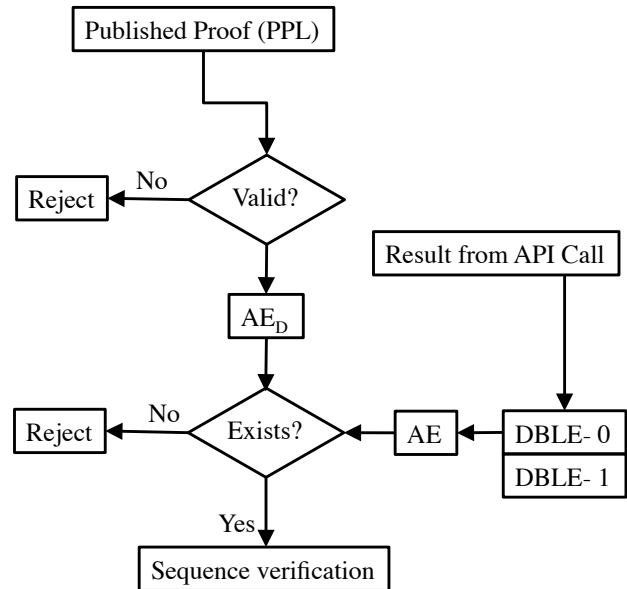 Published Proof (PPL)
No
Valid?
Reject
Result from API Call
AE_D
No
Exists?
Reject
AE
DBLE- 0
DBLE- 1
Yes
Sequence verification